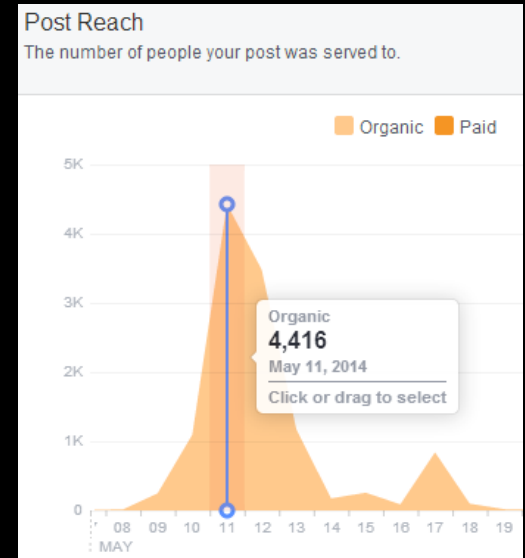 Post Reach
The number of people your post was served to.
Organic Paid
5K
4K
3K
2K
1K
0
Organic
4,416
May 11, 2014
Click or drag to select
08 09 10 11 12 13 14 15 16 17 18 19
MAY